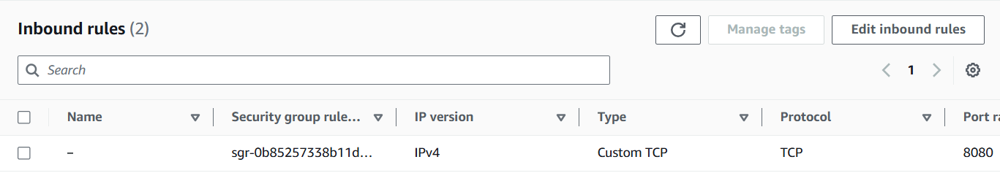 Inbound rules (2)
Manage tags
Edit inbound rules
Search
1
Name Security group rule... IP version Type Protocol Port ra
– sgr-0b85257338b11d... IPv4 Custom TCP TCP 8080